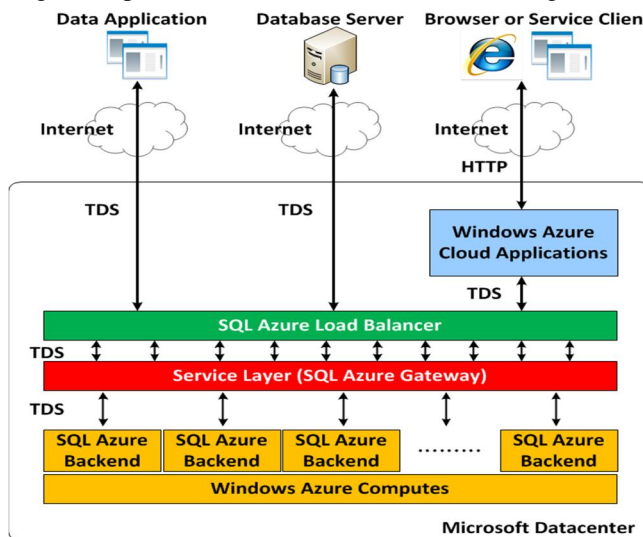 Data Application
Database Server
Browser or Service Client
Internet
Internet
Internet
HTTP
TDS
TDS
Windows Azure
Cloud Applications
TDS
SQL Azure Load Balancer
TDS
Service Layer (SQL Azure Gateway)
TDS
SQL Azure
Backend
SQL Azure
Backend
SQL Azure
Backend
.........
SQL Azure
Backend
Windows Azure Computes
Microsoft Datacenter